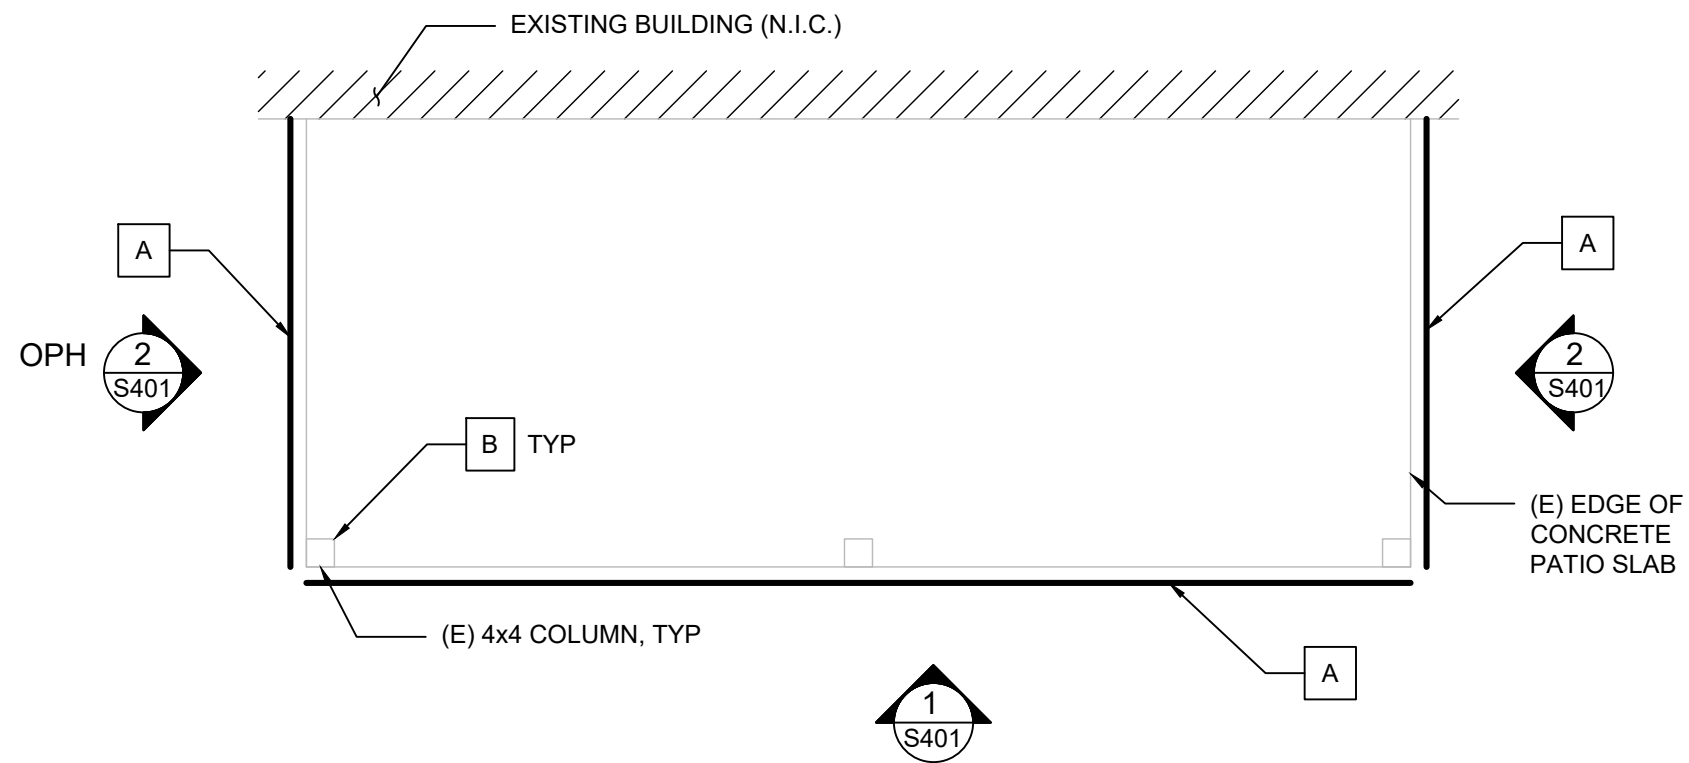 EXISTING BUILDING (N.I.C.)
A
A
OPH
2
S401
2
S401
B TYP
(E) EDGE OF
CONCRETE
PATIO SLAB
(E) 4x4 COLUMN, TYP
A
1
S401